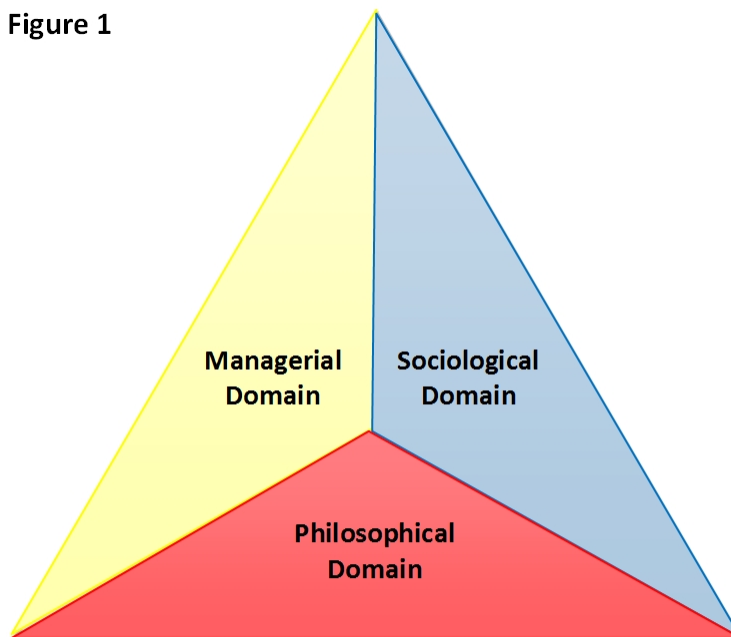 Figure 1
Managerial
Domain
Sociological
Domain
Philosophical
Domain